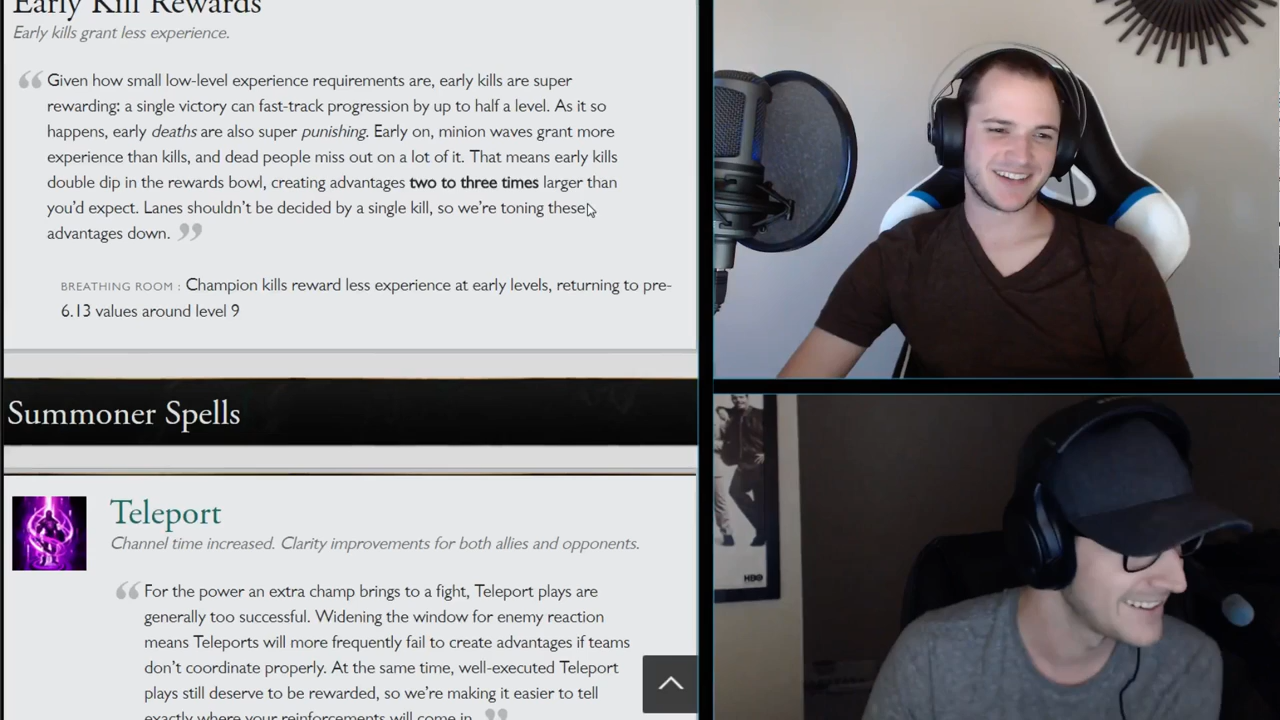 Early Kill Rewards
Early kills grant less experience.
Given how small low-level experience requirements are, early kills are super
rewarding: a single victory can fast-track progression by up to half a level. As it so
happens, early deaths are also super punishing. Early on, minion waves grant more
experience than kills, and dead people miss out on a lot of it. That means early kills
double dip in the rewards bowl, creating advantages two to three times larger than
you'd expect. Lanes shouldn't be decided by a single kill, so we're toning these
advantages down.
BREATHING ROOM : Champion kills reward less experience at early levels, returning to pre-
6.13 values around level 9
Summoner Spells
Teleport
Channel time increased. Clarity improvements for both allies and opponents.
For the power an extra champ brings to a fight, Teleport plays are
generally too successful. Widening the window for enemy reaction
means Teleports will more frequently fail to create advantages if teams
don't coordinate properly. At the same time, well-executed Teleport
plays still deserve to be rewarded, so we're making it easier to tell
exactly where your reinforcements will come in.
HBO